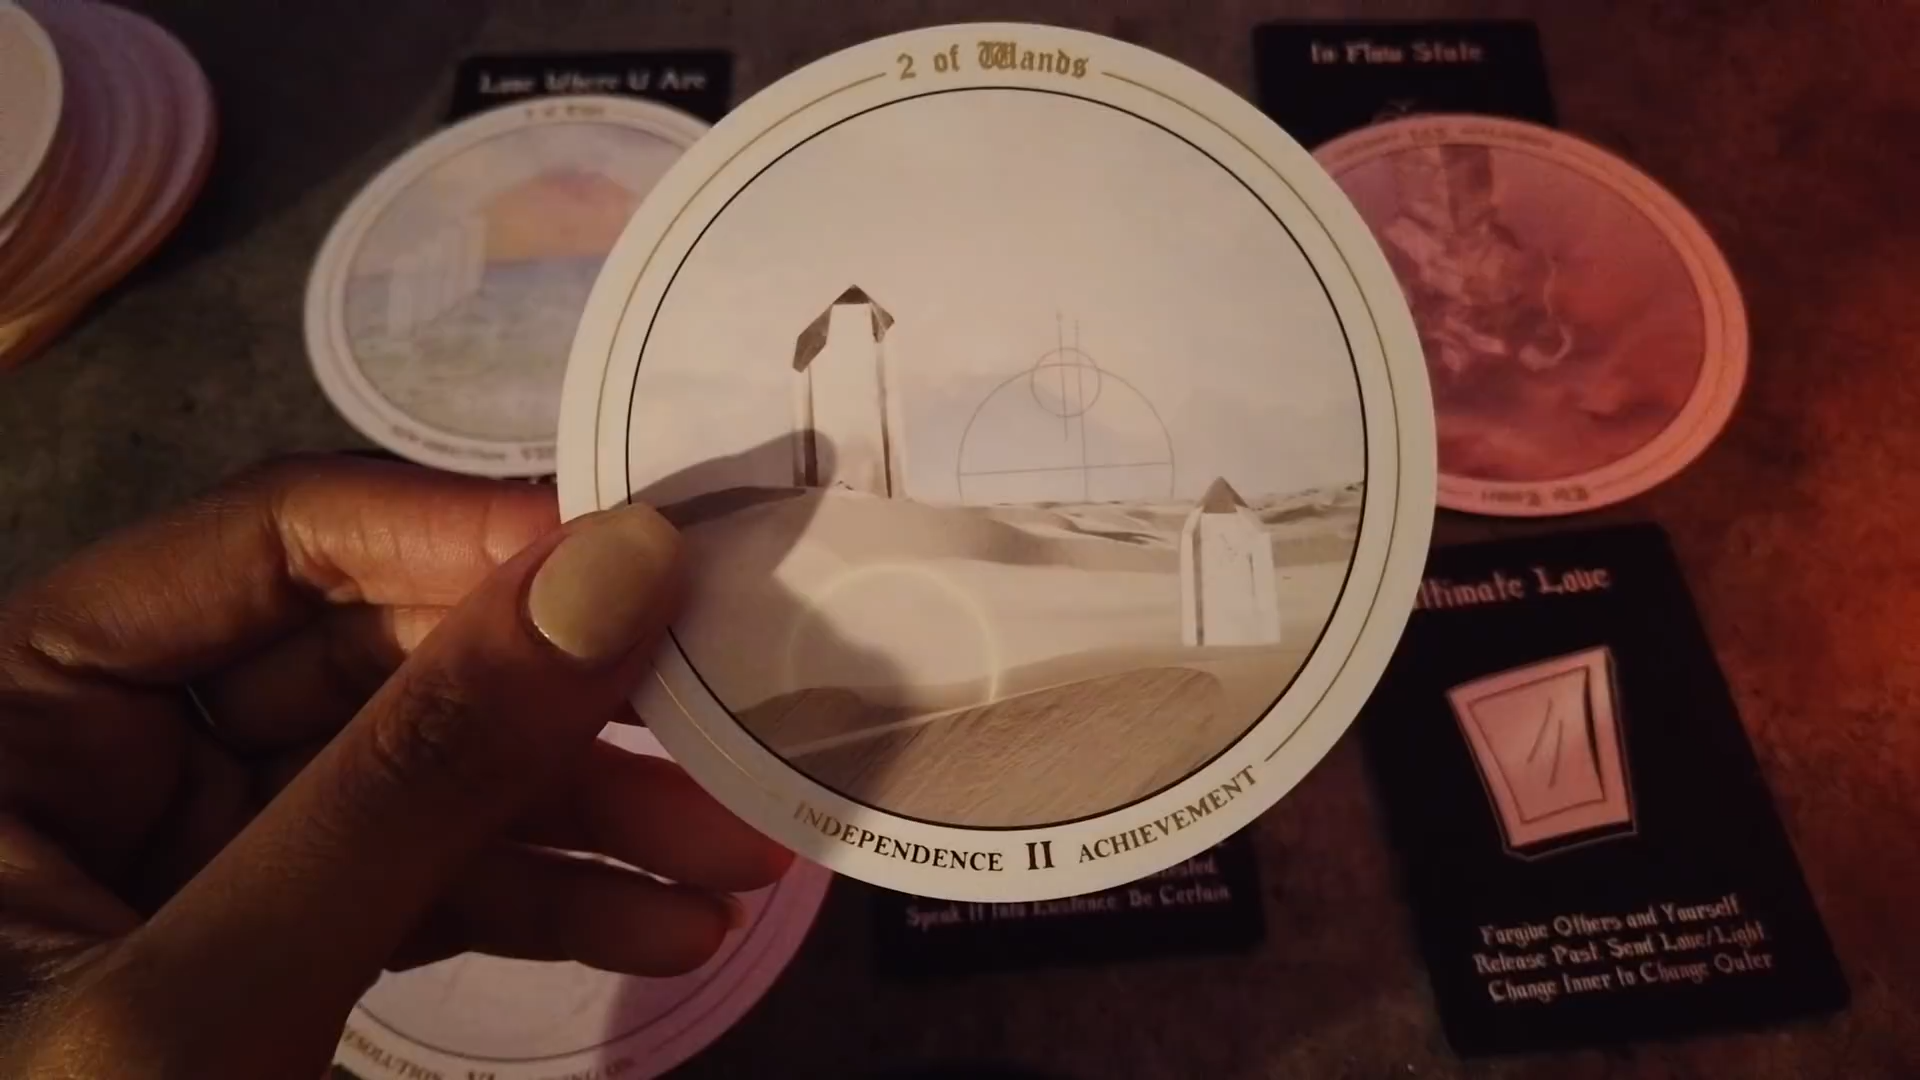 2 of Wands
INDEPENDENCE II ACHIEVEMENT
Love Where U Are
In Flow State
Ultimate Love
Forgive Others and Yourself
Release Past. Send Love/Light
Change Inner to Change Outer
Speak It Into Existence. Be Certain